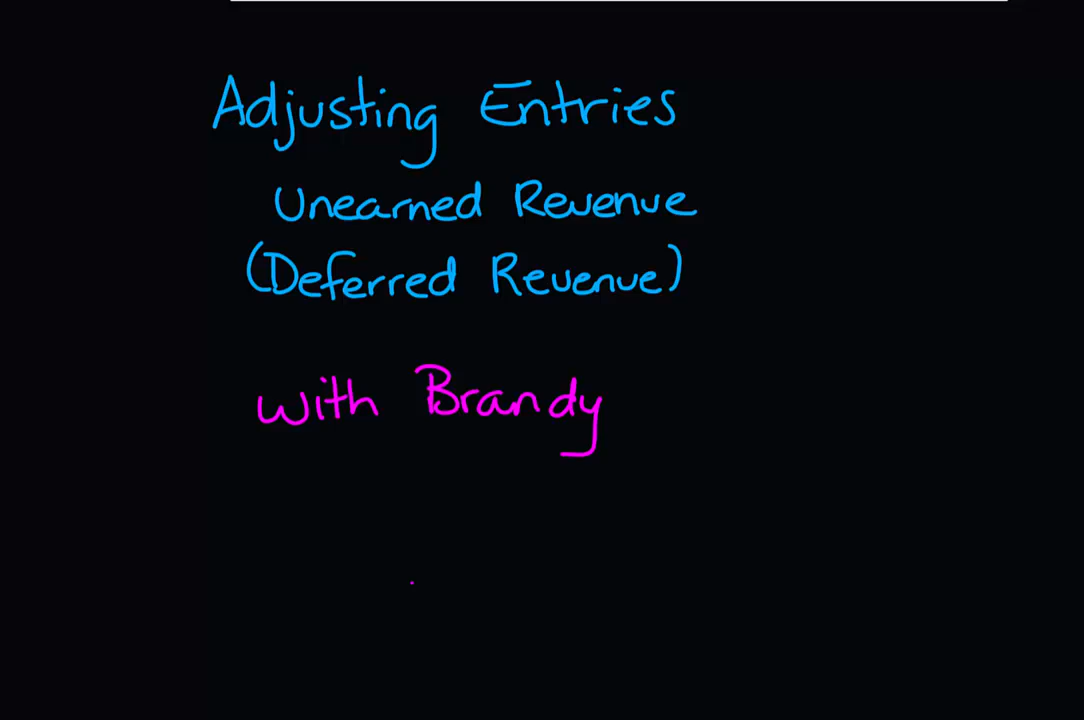 Adjusting Entries
Unearned Revenue
(Deferred Revenue)
with Brandy